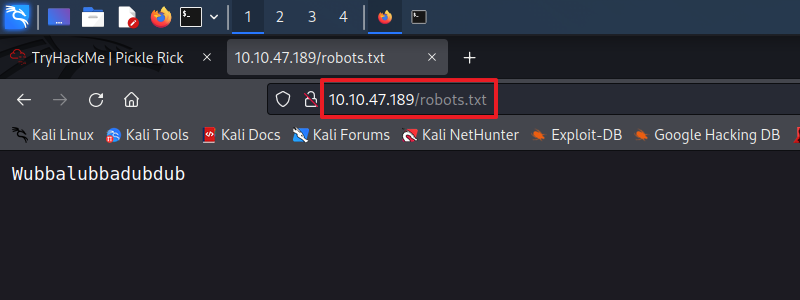 1 2 3 4
TryHackMe | Pickle Rick 10.10.47.189/robots.txt
10.10.47.189/robots.txt
Kali Linux Kali Tools Kali Docs Kali Forums Kali NetHunter Exploit-DB Google Hacking DB
Wubbalubbadubdub